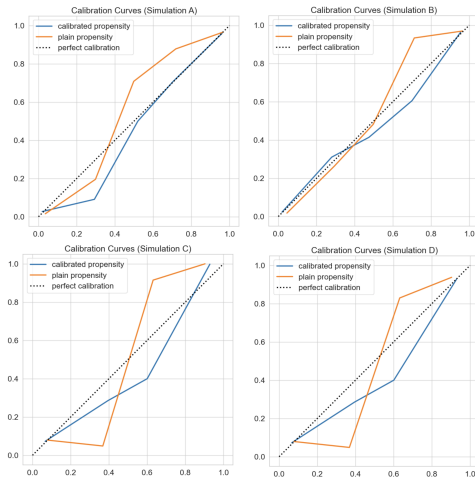 Calibration Curves (Simulation A)
calibrated propensity
plain propensity
perfect calibration
1.0
0.8
0.6
0.4
0.2
0.0
0.0 0.2 0.4 0.6 0.8 1.0
Calibration Curves (Simulation B)
calibrated propensity
plain propensity
perfect calibration
1.0
0.8
0.6
0.4
0.2
0.0
0.0 0.2 0.4 0.6 0.8 1.0
Calibration Curves (Simulation C)
calibrated propensity
plain propensity
perfect calibration
1.0
0.8
0.6
0.4
0.2
0.0
0.0 0.2 0.4 0.6 0.8 1.0
Calibration Curves (Simulation D)
calibrated propensity
plain propensity
perfect calibration
1.0
0.8
0.6
0.4
0.2
0.0
0.0 0.2 0.4 0.6 0.8 1.0